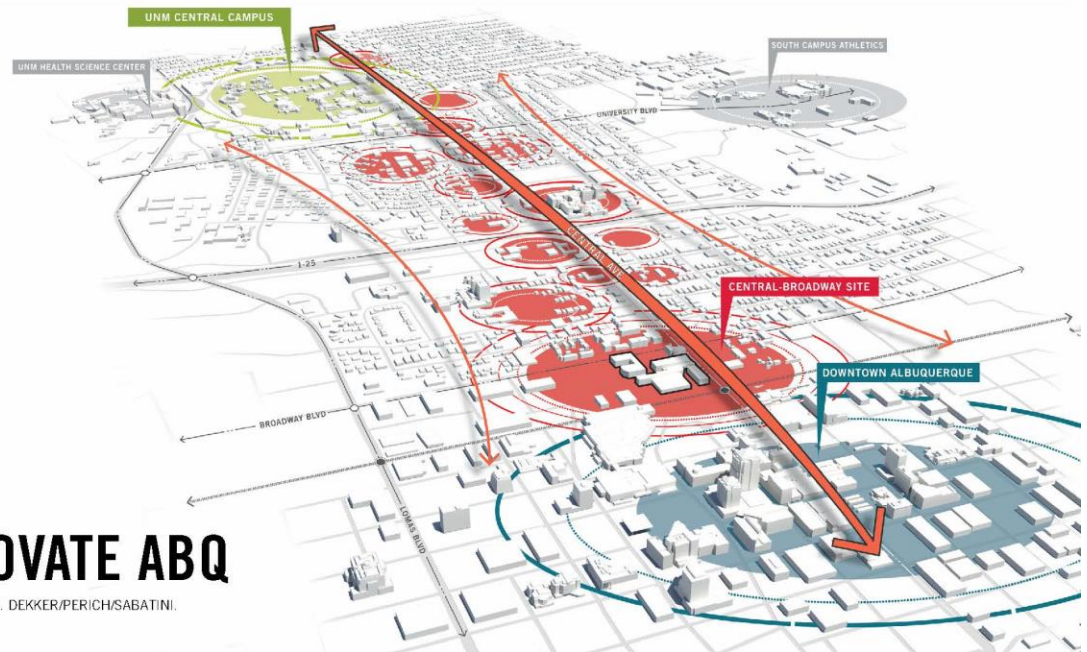 UNM CENTRAL CAMPUS
SOUTH CAMPUS ATHLETICS
UNM HEALTH SCIENCE CENTER
UNIVERSITY BLVD
CENTRAL AVE
I-25
CENTRAL-BROADWAY SITE
DOWNTOWN ALBUQUERQUE
BROADWAY BLVD
LOMAS BLVD
OVATE ABQ
. DEKKER/PERICH/SABATINI.